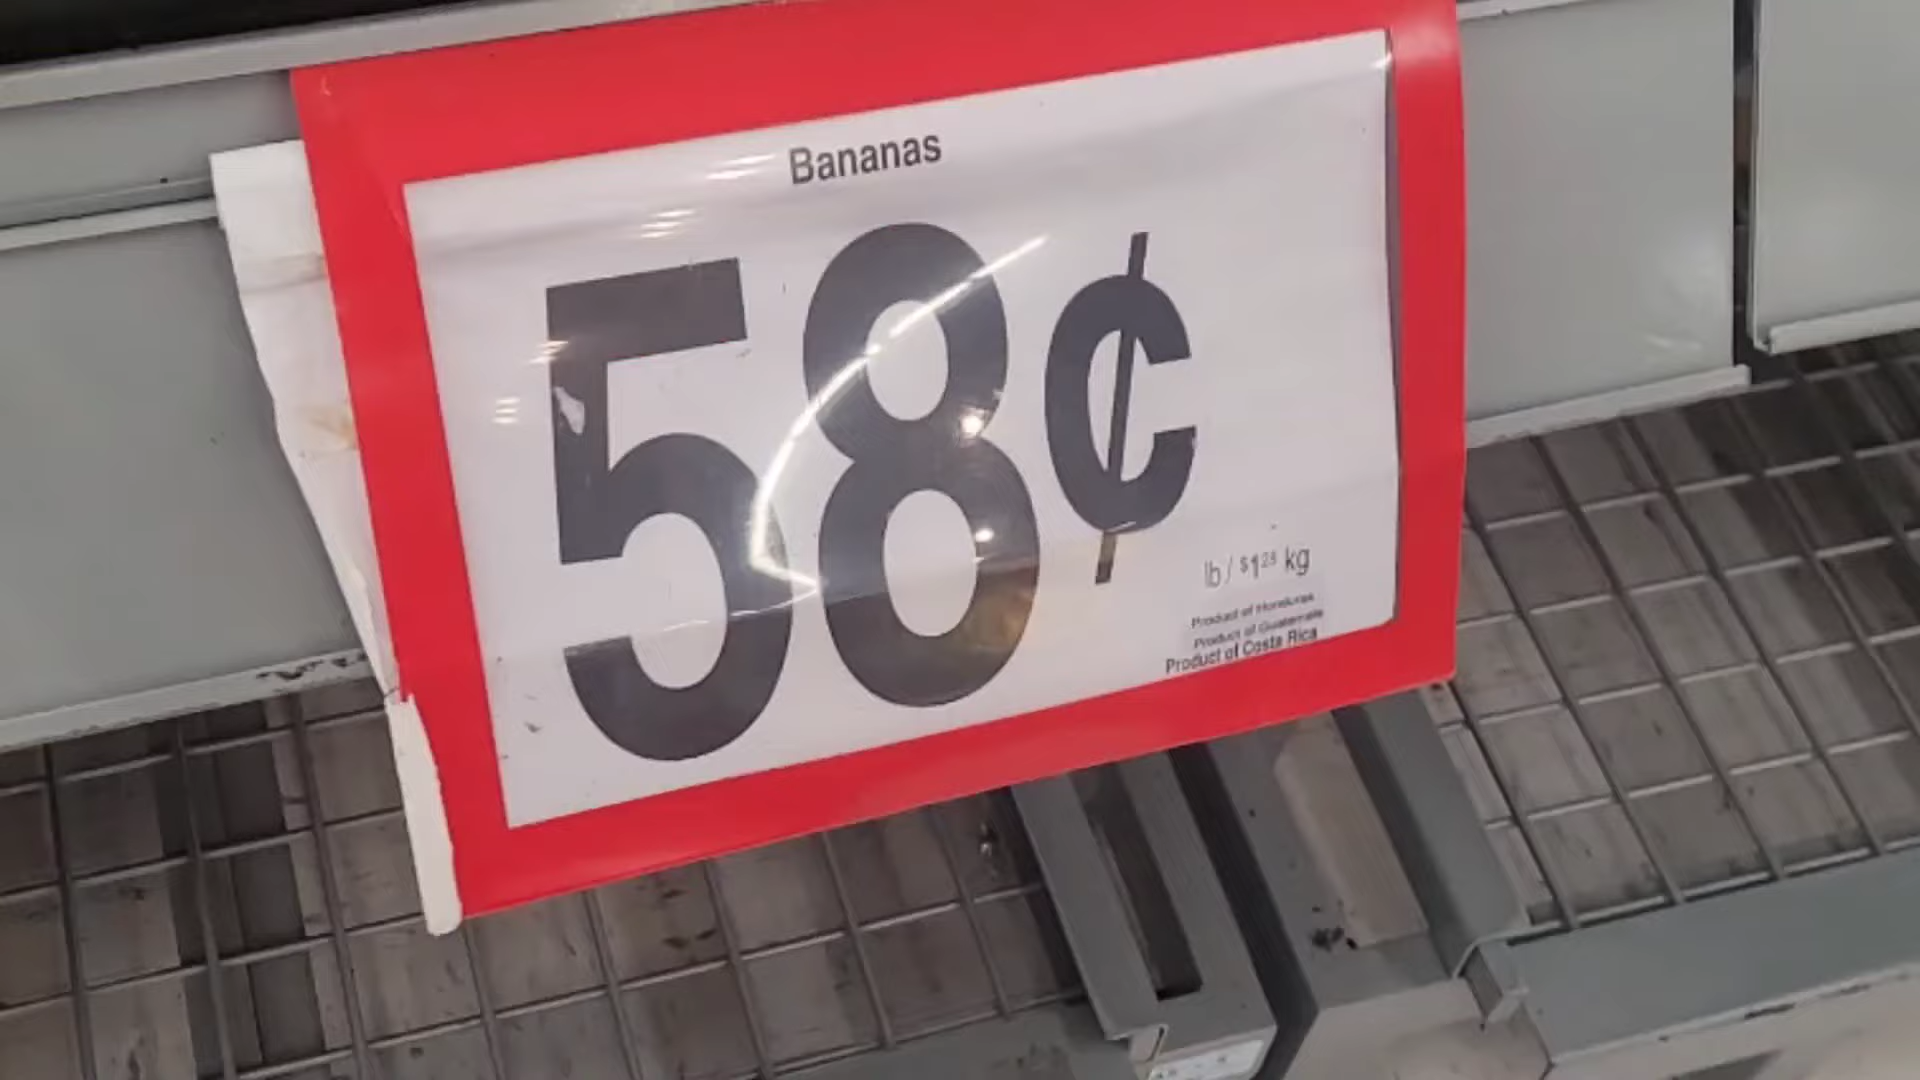 Bananas
58¢
lb / $1.28 kg
Product of Honduras
Product of Guatemala
Product of Costa Rica